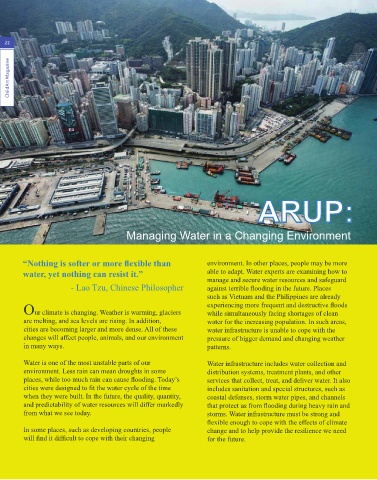 22
ARUP:
Managing Water in a Changing Environment
“Nothing is softer or more flexible than
water, yet nothing can resist it.”
- Lao Tzu, Chinese Philosopher
Our climate is changing. Weather is warming, glaciers
are melting, and sea levels are rising. In addition,
cities are becoming larger and more dense. All of these
changes will affect people, animals, and our environment
in many ways.
Water is one of the most unstable parts of our
environment. Less rain can mean droughts in some
places, while too much rain can cause flooding. Today’s
cities were designed to fit the water cycle of the time
when they were built. In the future, the quality, quantity,
and predictability of water resources will differ markedly
from what we see today.
In some places, such as developing countries, people
will find it difficult to cope with their changing
environment. In other places, people may be more
able to adapt. Water experts are examining how to
manage and secure water resources and safeguard
against terrible flooding in the future. Places
such as Vietnam and the Philippines are already
experiencing more frequent and destructive floods
while simultaneously facing shortages of clean
water for the increasing population. In such areas,
water infrastructure is unable to cope with the
pressure of bigger demand and changing weather
patterns.
Water infrastructure includes water collection and
distribution systems, treatment plants, and other
services that collect, treat, and deliver water. It also
includes sanitation and special structures, such as
coastal defenses, storm water pipes, and channels
that protect us from flooding during heavy rain and
storms. Water infrastructure must be strong and
flexible enough to cope with the effects of climate
change and to help provide the resilience we need
for the future.